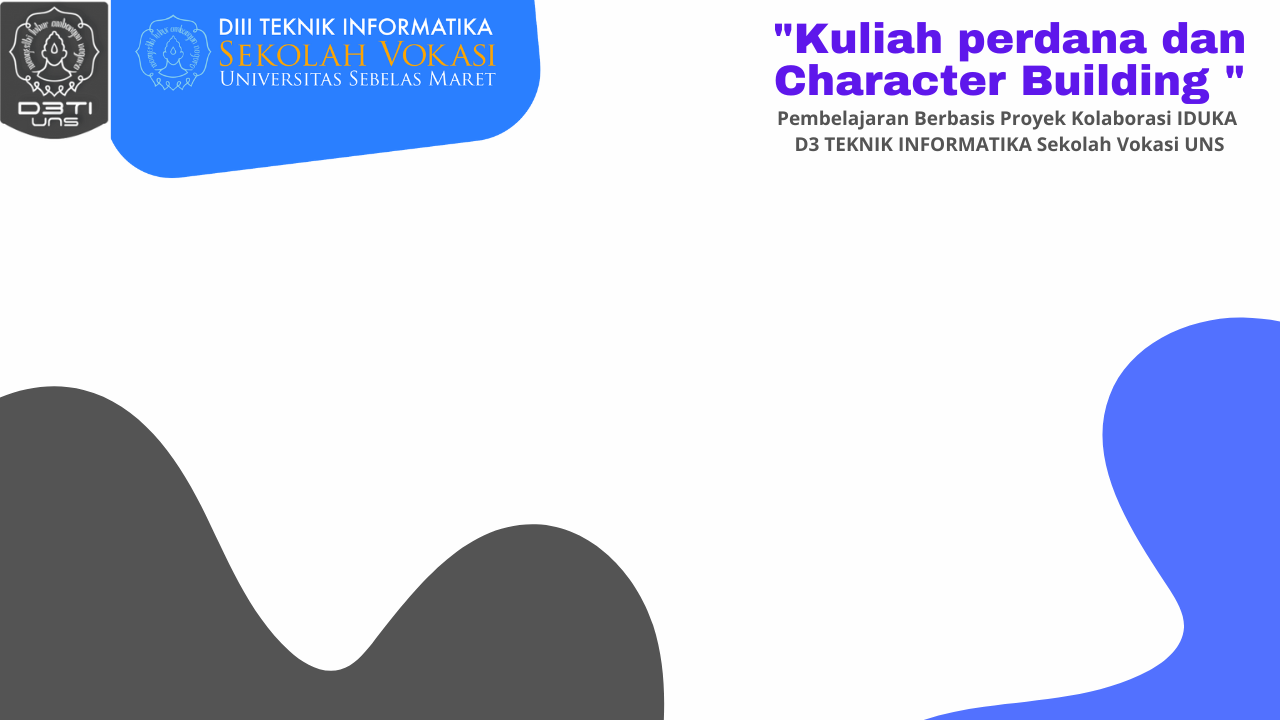 D3TI
UNS
DIII TEKNIK INFORMATIKA
SEKOLAH VOKASI
UNIVERSITAS SEBELAS MARET
"Kuliah perdana dan
Character Building "
Pembelajaran Berbasis Proyek Kolaborasi IDUKA
D3 TEKNIK INFORMATIKA Sekolah Vokasi UNS